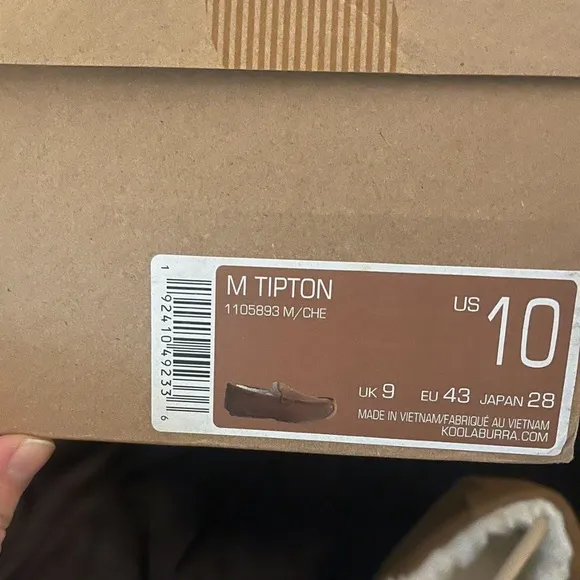 M TIPTON
1105893 M/CHE
US 10
UK 9 EU 43 JAPAN 28
MADE IN VIETNAM/FABRIQUÉ AU VIETNAM
KOOLABURRA.COM
1 92410 49233 6